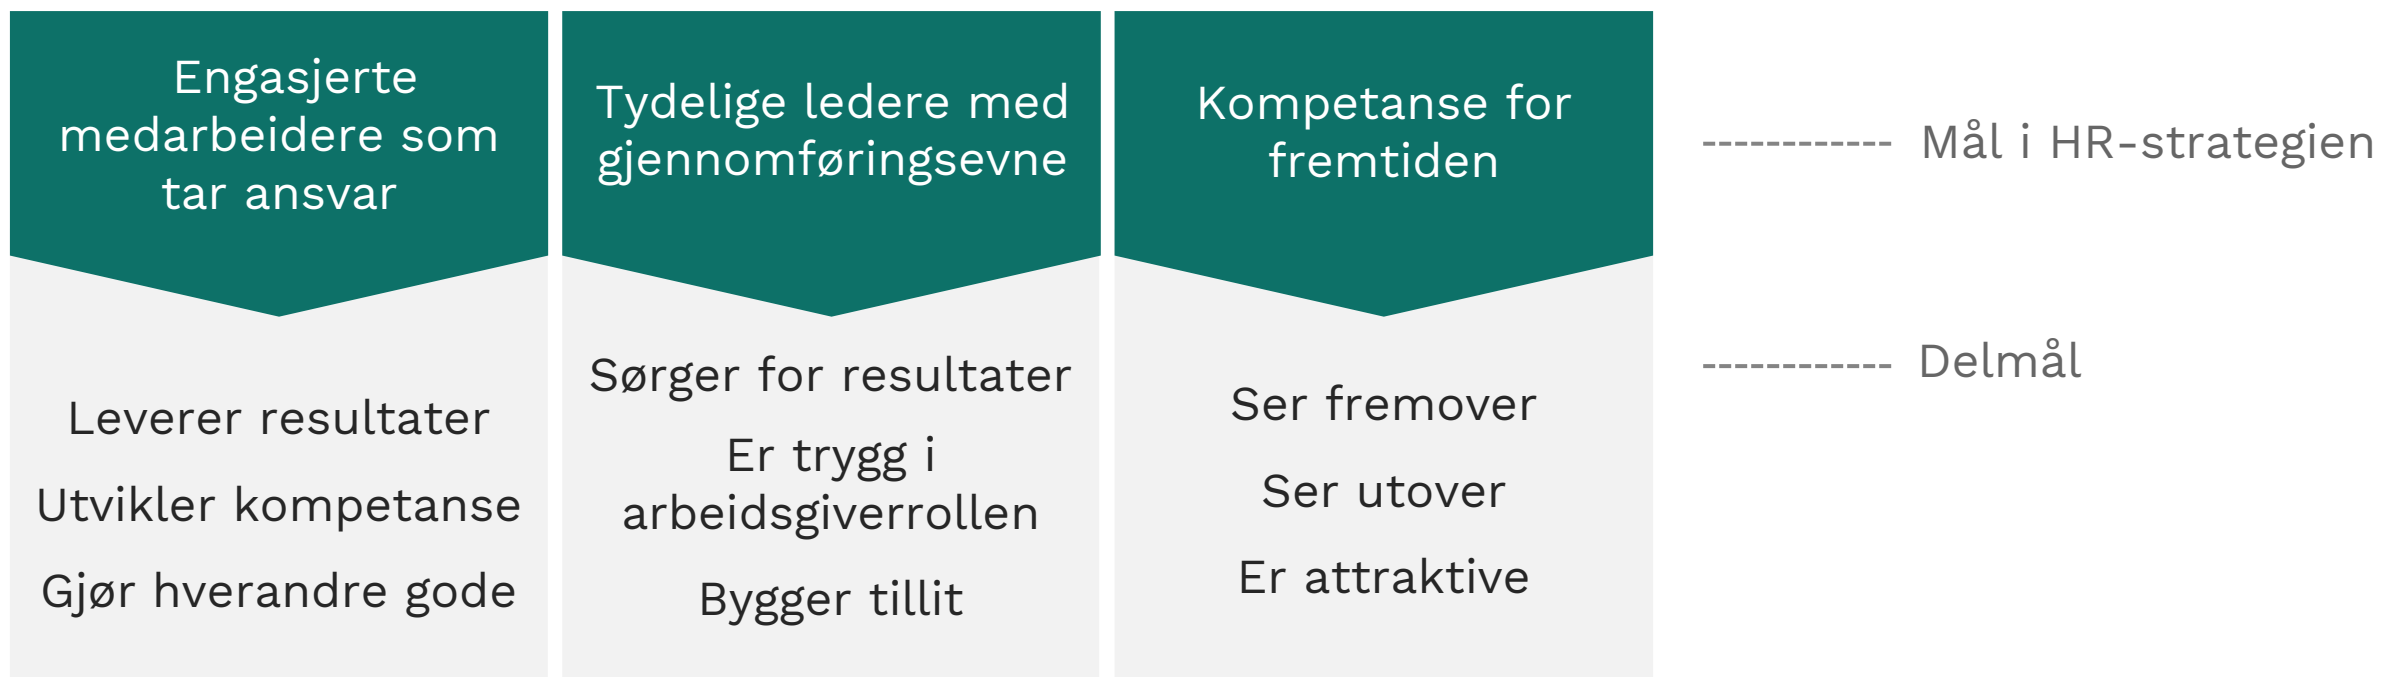 Engasjerte
medarbeidere som
tar ansvar
Leverer resultater
Utvikler kompetanse
Gjør hverandre gode
Tydelige ledere med
gjennomføringsevne
Sørger for resultater
Er trygg i
arbeidsgiverrollen
Bygger tillit
Kompetanse for
fremtiden
Ser fremover
Ser utover
Er attraktive
Mål i HR-strategien
Delmål